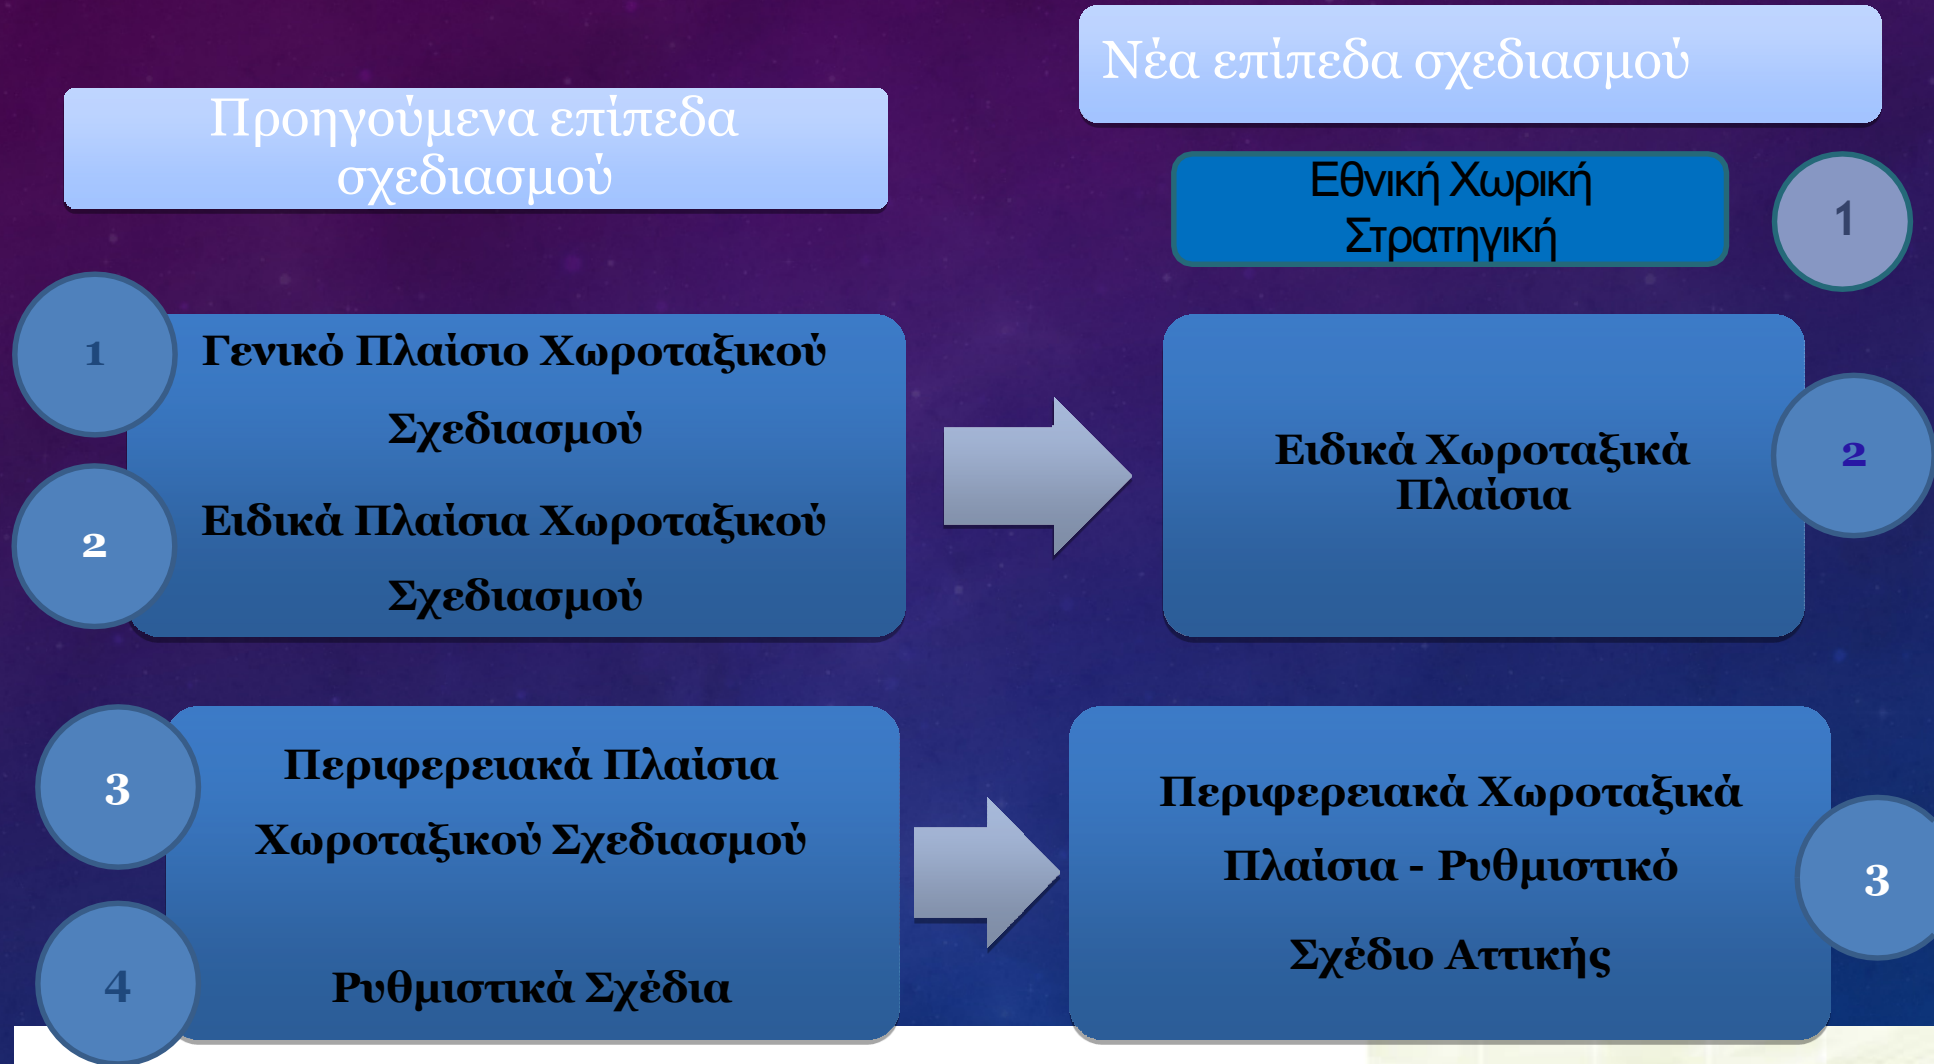 Προηγούμενα επίπεδα
σχεδιασμού
1
Γενικό Πλαίσιο Χωροταξικού
Σχεδιασμού
2
Ειδικά Πλαίσια Χωροταξικού
Σχεδιασμού
3
Περιφερειακά Πλαίσια
Χωροταξικού Σχεδιασμού
4
Ρυθμιστικά Σχέδια
Νέα επίπεδα σχεδιασμού
Εθνική Χωρική
Στρατηγική
1
Ειδικά Χωροταξικά
Πλαίσια
2
Περιφερειακά Χωροταξικά
Πλαίσια - Ρυθμιστικό
Σχέδιο Αττικής
3